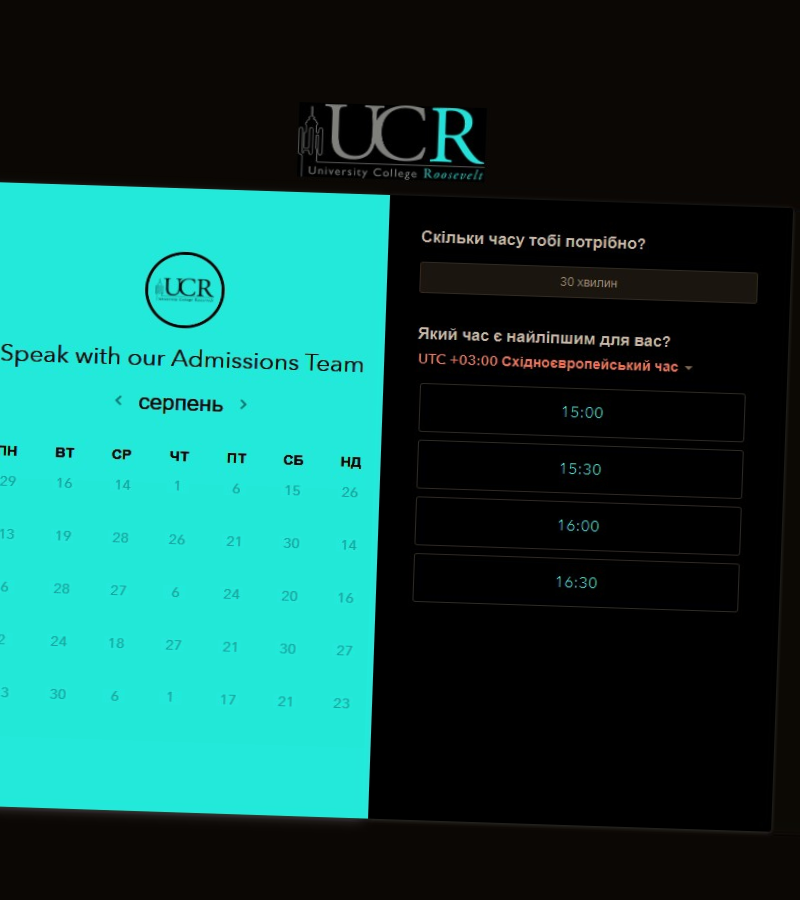 UCR
University College Roosevelt
UCR
Speak with our Admissions Team
серпень
ПН ВТ СР ЧТ ПТ СБ НД
29 16 14 1 6 15 26
13 19 28 26 21 30 14
6 28 27 6 24 20 16
2 24 18 27 21 30 27
3 30 6 1 17 21 23
Скільки часу тобі потрібно?
30 хвилин
Який час є найліпшим для вас?
UTC +03:00 Східноєвропейський час
15:00
15:30
16:00
16:30